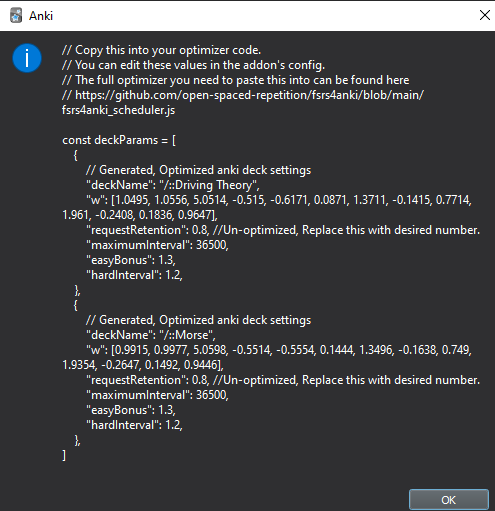 Anki
// Copy this into your optimizer code.
// You can edit these values in the addon's config.
// The full optimizer you need to paste this into can be found here
// https://github.com/open-spaced-repetition/fsrs4anki/blob/main/
fsrs4anki_scheduler.js
const deckParams = [
{
// Generated, Optimized anki deck settings
"deckName": "/::Driving Theory",
"w": [1.0495, 1.0556, 5.0514, -0.515, -0.6171, 0.0871, 1.3711, -0.1415, 0.7714,
1.961, -0.2408, 0.1836, 0.9647],
"requestRetention": 0.8, //Un-optimized, Replace this with desired number.
"maximumInterval": 36500,
"easyBonus": 1.3,
"hardInterval": 1.2,
},
{
// Generated, Optimized anki deck settings
"deckName": "/::Morse",
"w": [0.9915, 0.9977, 5.0598, -0.5514, -0.5554, 0.1444, 1.3496, -0.1638, 0.749,
1.9354, -0.2647, 0.1492, 0.9446],
"requestRetention": 0.8, //Un-optimized, Replace this with desired number.
"maximumInterval": 36500,
"easyBonus": 1.3,
"hardInterval": 1.2,
},
]
OK